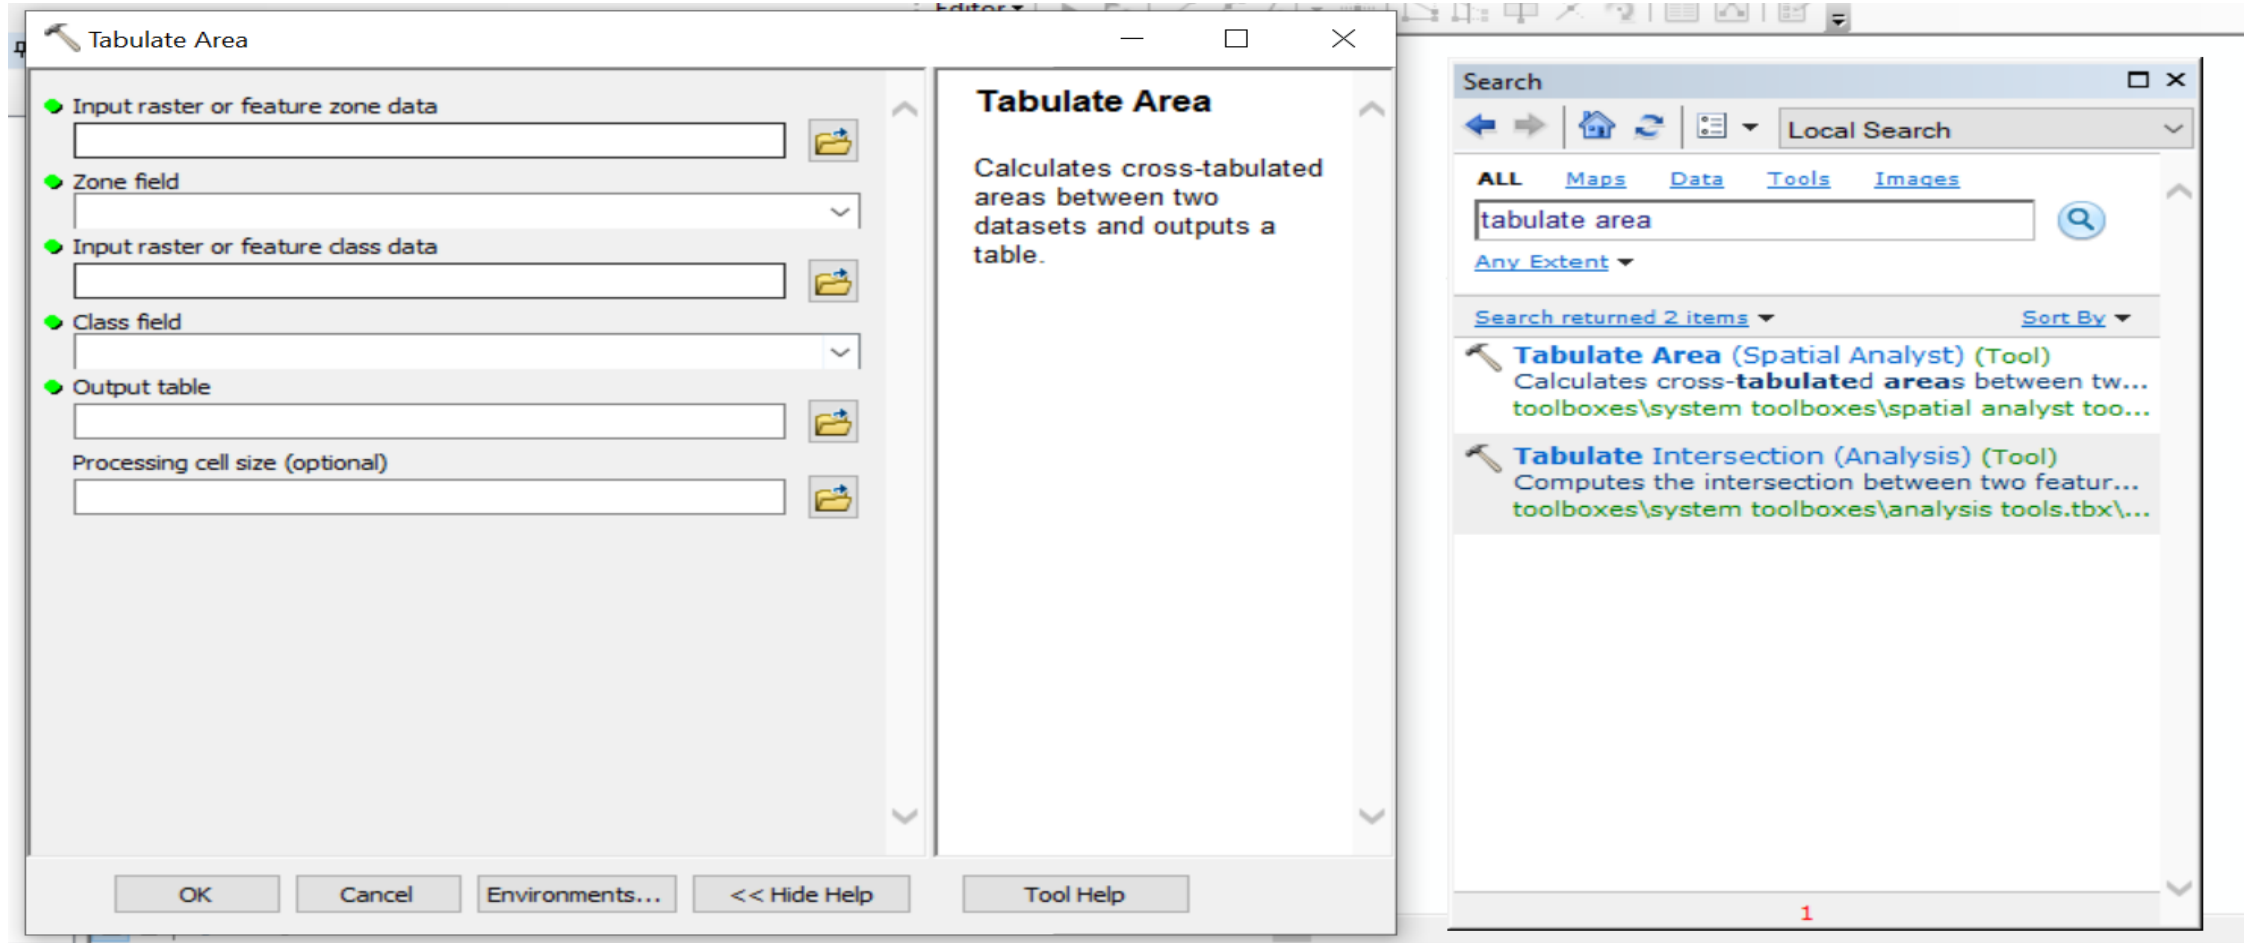 Editor
Tabulate Area
Input raster or feature zone data
Zone field
Input raster or feature class data
Class field
Output table
Processing cell size (optional)
OK
Cancel
Environments...
<< Hide Help
Tabulate Area
Calculates cross-tabulated
areas between two
datasets and outputs a
table.
Tool Help
Search
Local Search
ALL
Maps
Data
Tools
Images
tabulate area
Any Extent
Search returned 2 items
Sort By
Tabulate Area (Spatial Analyst) (Tool)
Calculates cross-tabulated areas between tw...
toolboxes\system toolboxes\spatial analyst too...
Tabulate Intersection (Analysis) (Tool)
Computes the intersection between two featur...
toolboxes\system toolboxes\analysis tools.tbx\...
1